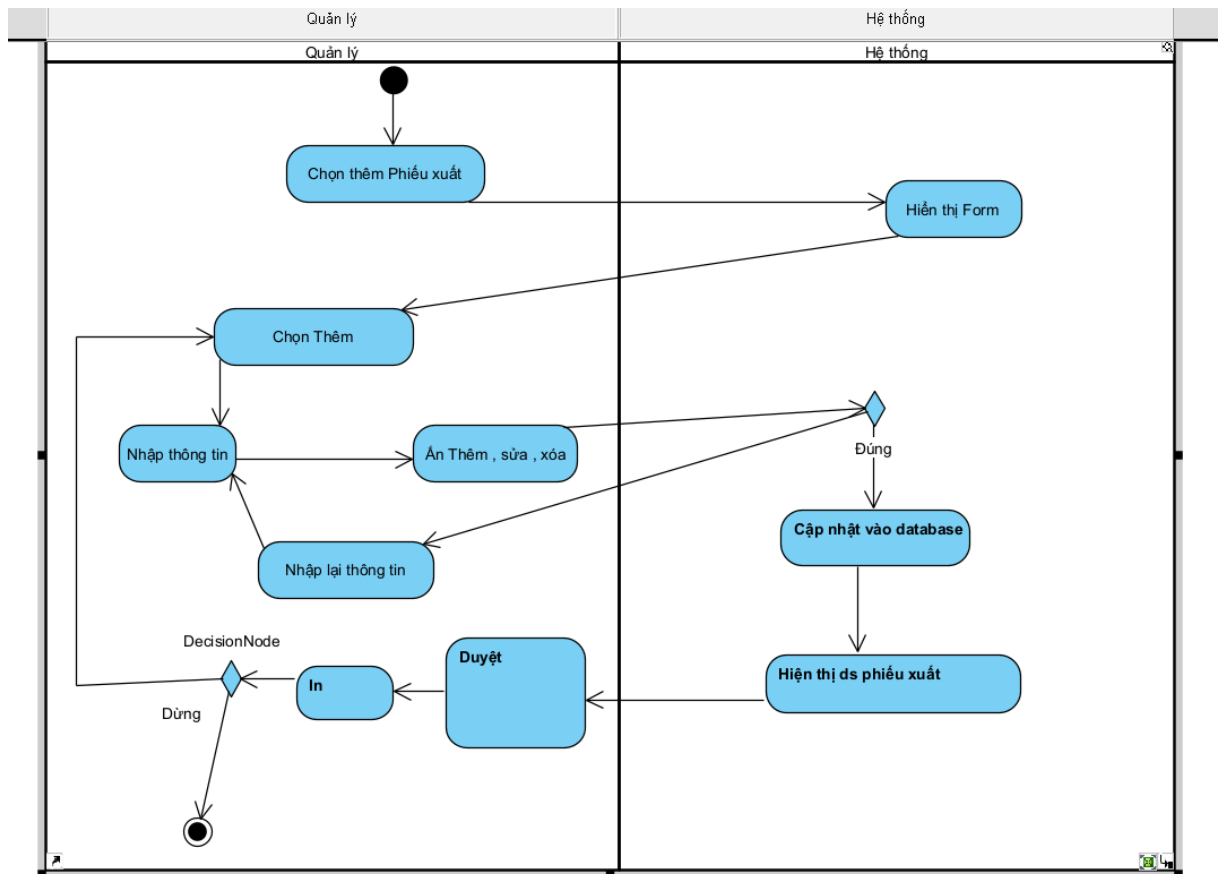 Quản lý
Hệ thống
Quản lý
Hệ thống
Chọn thêm Phiếu xuất
Hiển thị Form
Chọn Thêm
Nhập thông tin
Ấn Thêm , sửa , xóa
Đúng
Cập nhật vào database
Nhập lại thông tin
DecisionNode
Duyệt
In
Hiện thị ds phiếu xuất
Dừng